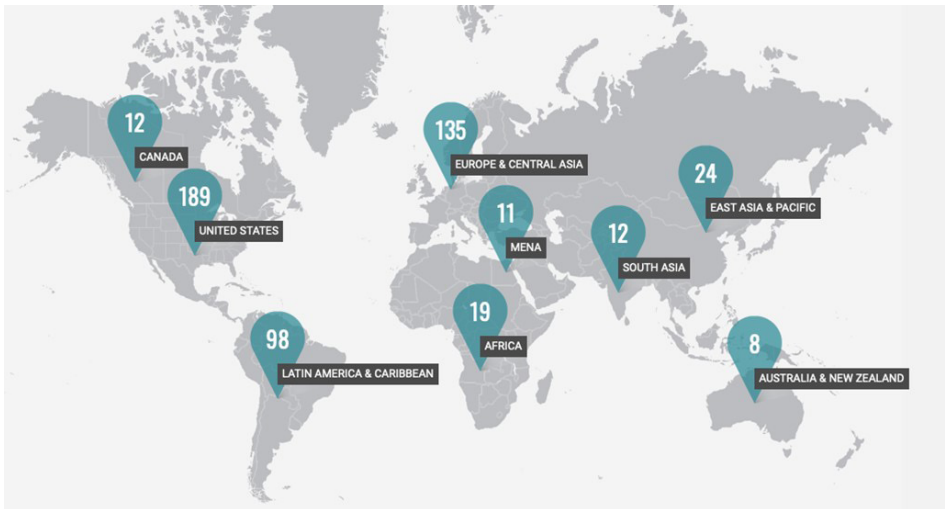 12
CANADA
189
UNITED STATES
98
LATIN AMERICA & CARIBBEAN
135
EUROPE & CENTRAL ASIA
11
MENA
19
AFRICA
12
SOUTH ASIA
24
EAST ASIA & PACIFIC
8
AUSTRALIA & NEW ZEALAND